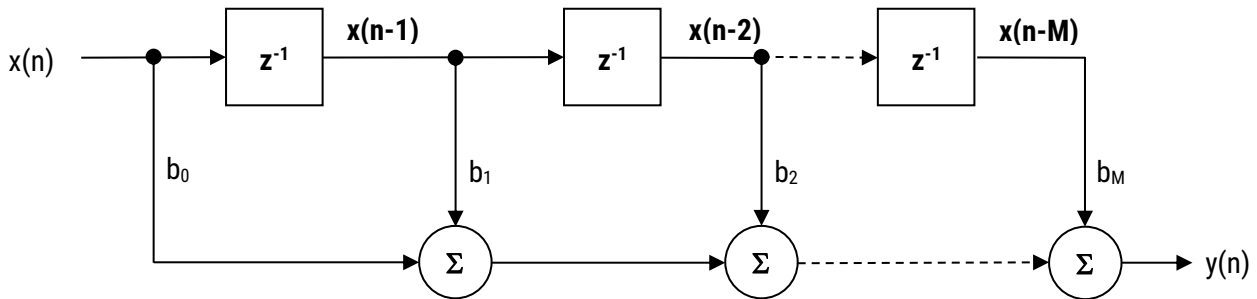 x(n) z⁻¹ x(n-1) z⁻¹ x(n-2) z⁻¹ x(n-M)
b₀ b₁ b₂ b_M
Σ Σ Σ y(n)